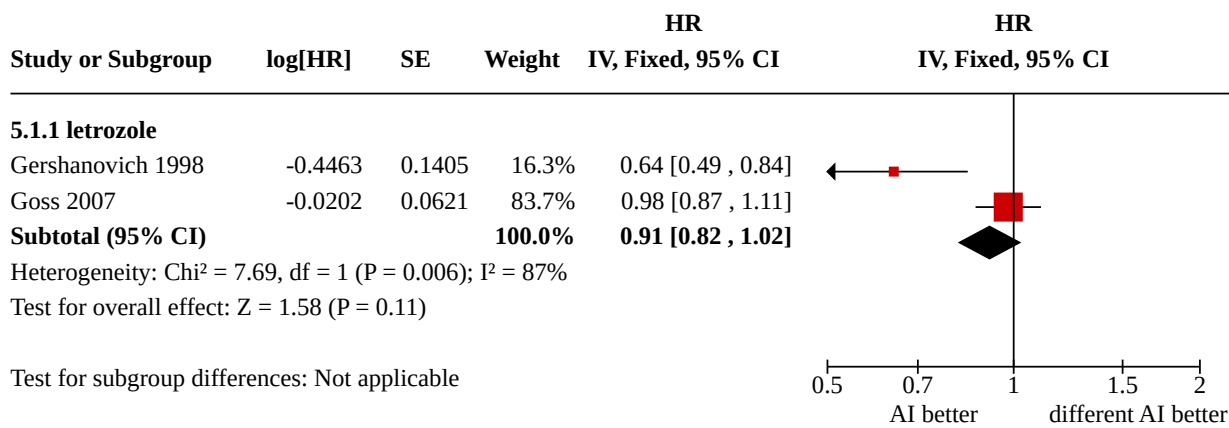 HR HR
Study or Subgroup log[HR] SE Weight IV, Fixed, 95% CI IV, Fixed, 95% CI
5.1.1 letrozole
Gershanovich 1998 -0.4463 0.1405 16.3% 0.64 [0.49 , 0.84]
Goss 2007 -0.0202 0.0621 83.7% 0.98 [0.87 , 1.11]
Subtotal (95% CI) 100.0% 0.91 [0.82 , 1.02]
Heterogeneity: Chi² = 7.69, df = 1 (P = 0.006); I² = 87%
Test for overall effect: Z = 1.58 (P = 0.11)
Test for subgroup differences: Not applicable
0.5 0.7 1 1.5 2
AI better different AI better